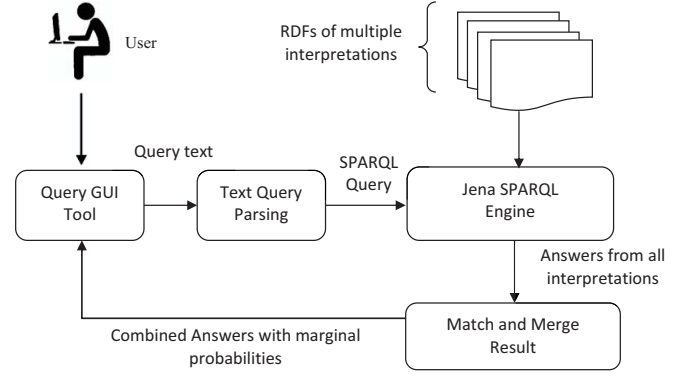 User
RDFs of multiple
interpretations
Query text
SPARQL
Query
Query GUI
Tool
Text Query
Parsing
Jena SPARQL
Engine
Answers from all
interpretations
Combined Answers with marginal
probabilities
Match and Merge
Result